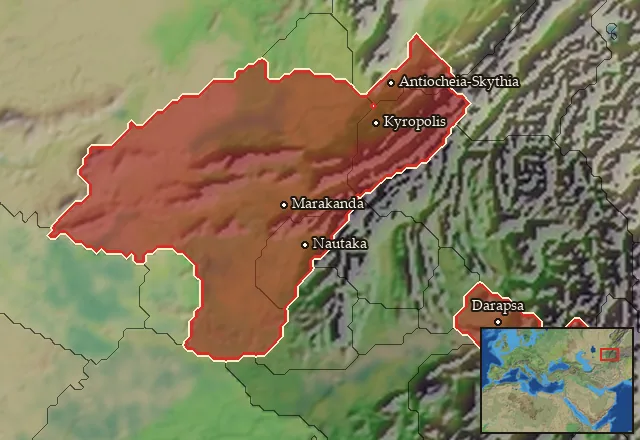 Antiocheia-Skythia
Kyropolis
Marakanda
Nautaka
Darapsa